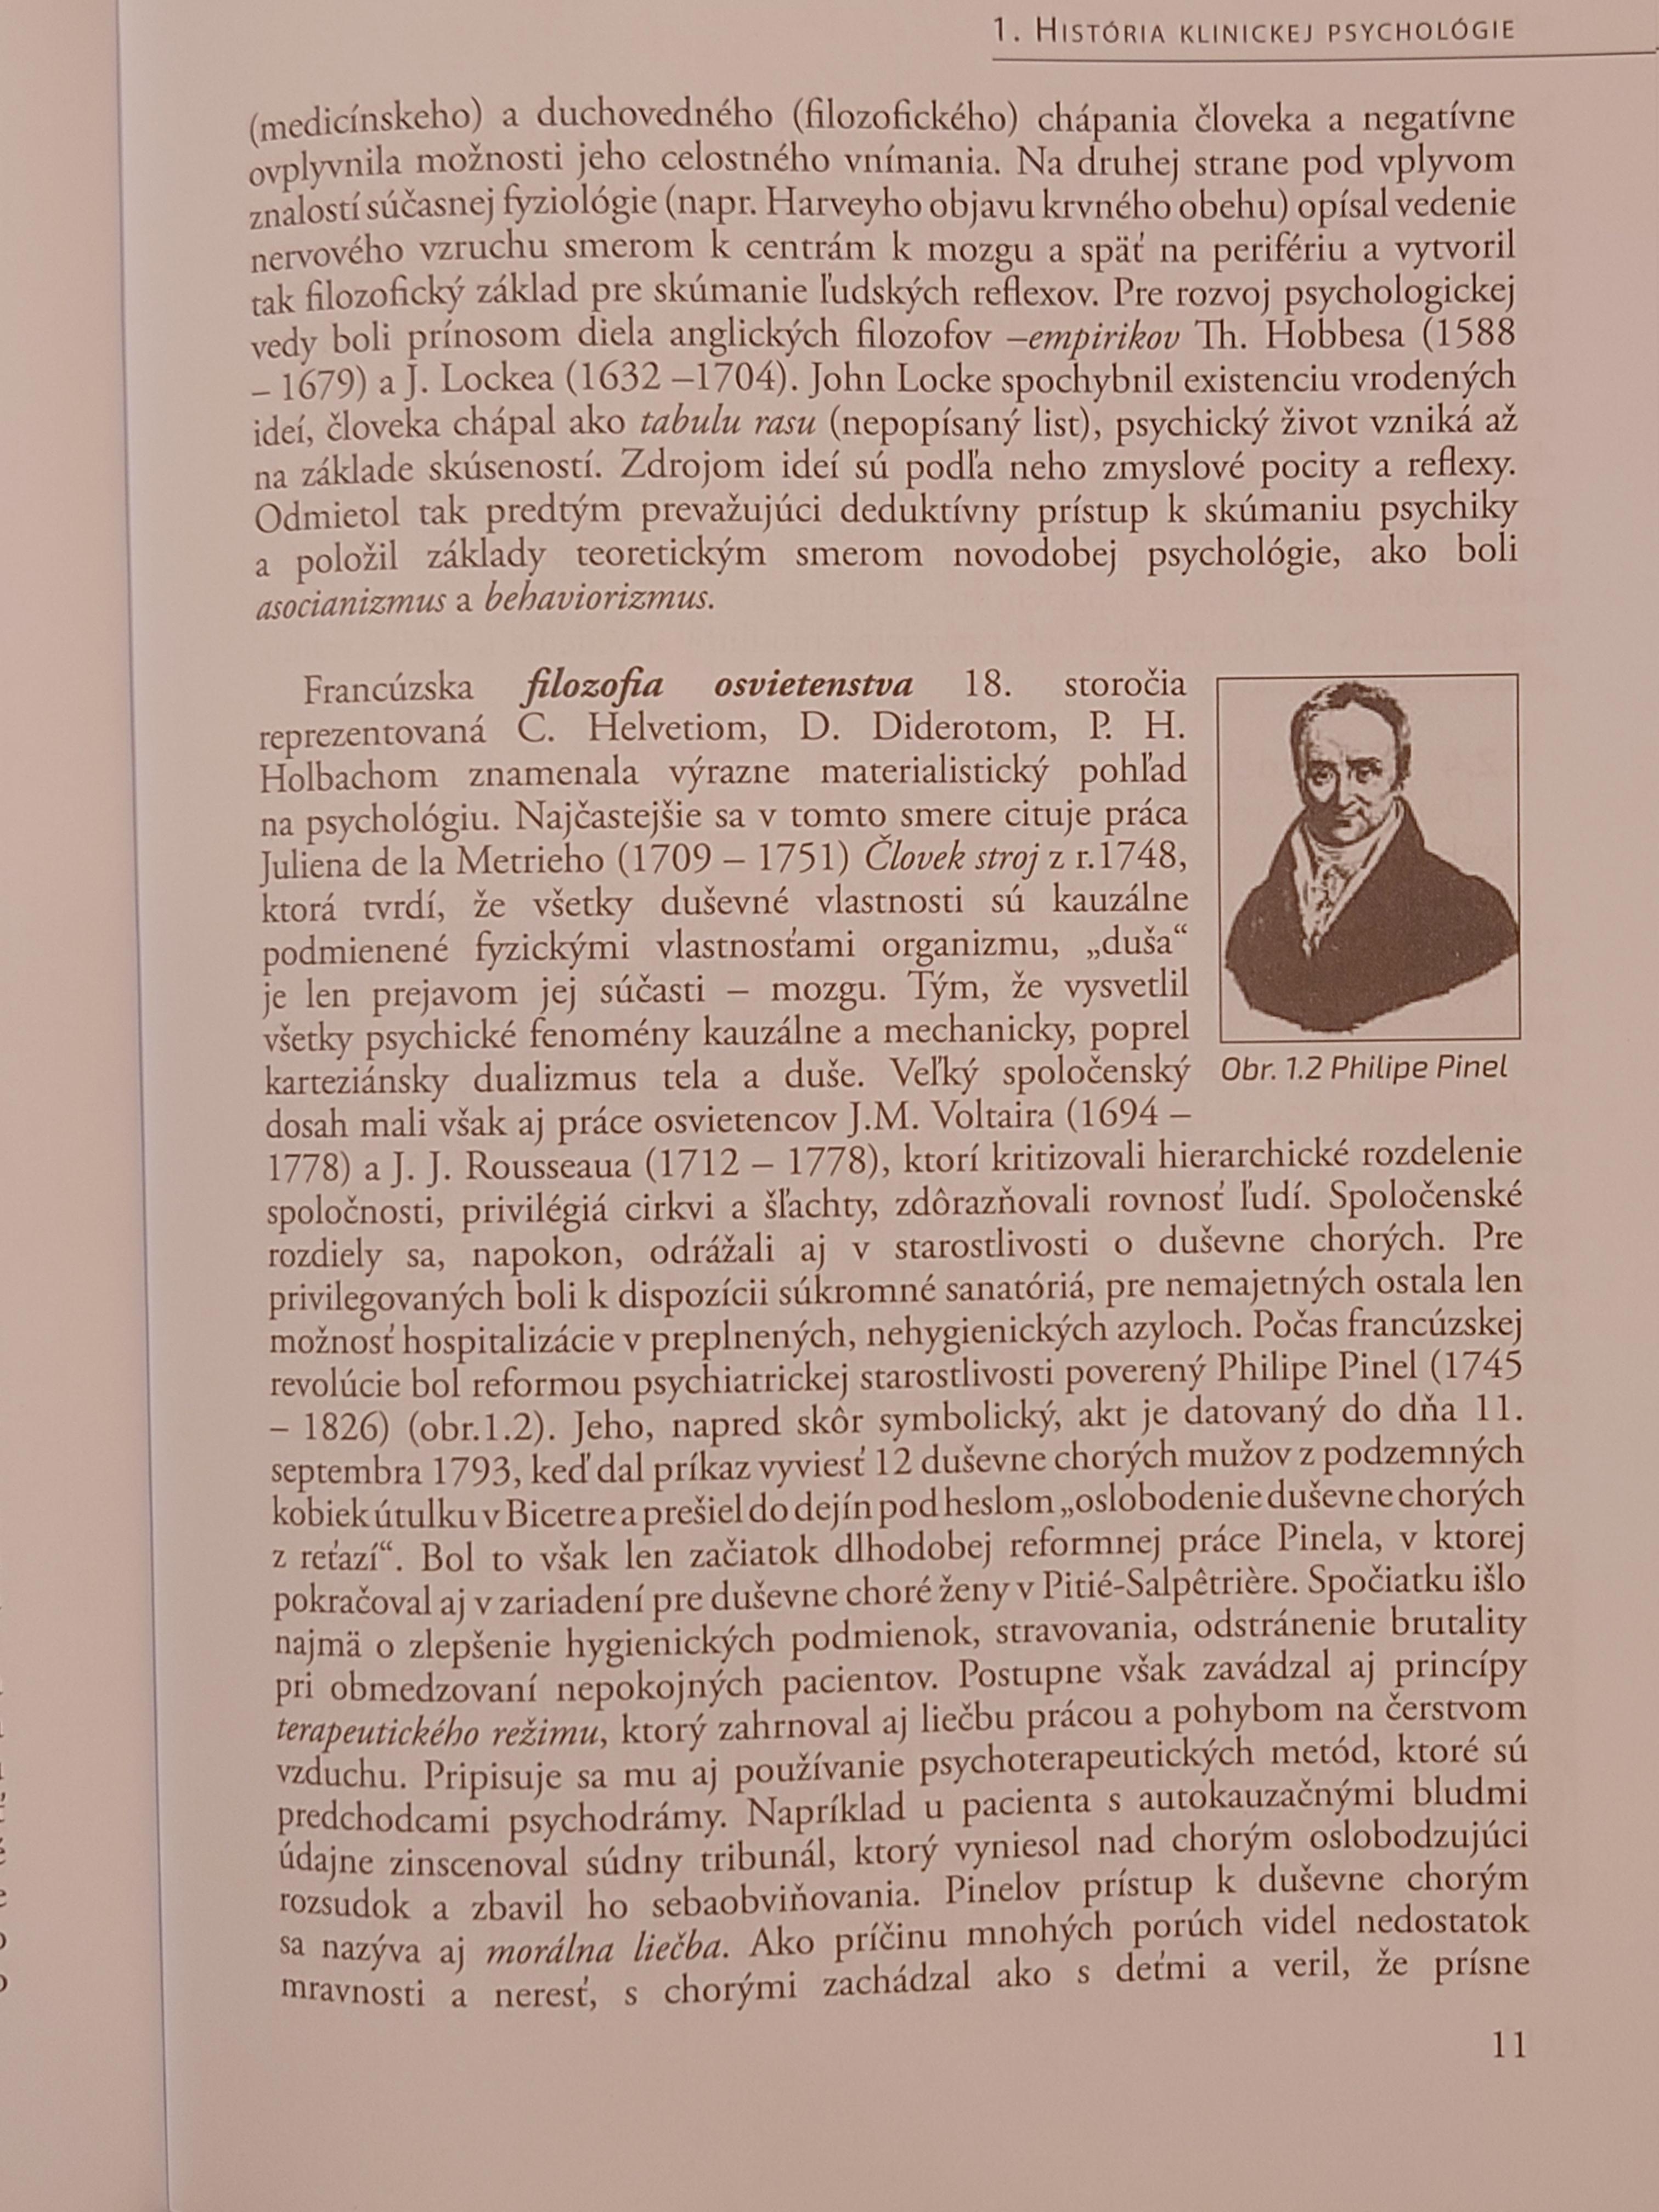 1. História klinickej psychológie
(medicínskeho) a duchovedného (filozofického) chápania človeka a negatívne
ovplyvnila možnosti jeho celostného vnímania. Na druhej strane pod vplyvom
znalostí súčasnej fyziológie (napr. Harveyho objavu krvného obehu) opísal vedenie
nervového vzruchu smerom k centrám k mozgu a späť na perifériu a vytvoril
tak filozofický základ pre skúmanie ľudských reflexov. Pre rozvoj psychologickej
vedy boli prínosom diela anglických filozofov –empirikov Th. Hobbesa (1588
– 1679) a J. Lockea (1632 –1704). John Locke spochybnil existenciu vrodených
ideí, človeka chápal ako tabulu rasu (nepopísaný list), psychický život vzniká až
na základe skúseností. Zdrojom ideí sú podľa neho zmyslové pocity a reflexy.
Odmietol tak predtým prevažujúci deduktívny prístup k skúmaniu psychiky
a položil základy teoretickým smerom novodobej psychológie, ako boli
asocianizmus a behaviorizmus.
Francúzska filozofia osvietenstva 18. storočia
reprezentovaná C. Helvetiom, D. Diderotom, P. H.
Holbachom znamenala výrazne materialistický pohľad
na psychológiu. Najčastejšie sa v tomto smere cituje práca
Juliena de la Metrieho (1709 – 1751) Človek stroj z r.1748,
ktorá tvrdí, že všetky duševné vlastnosti sú kauzálne
podmienené fyzickými vlastnosťami organizmu, „duša“
je len prejavom jej súčasti – mozgu. Tým, že vysvetlil
všetky psychické fenomény kauzálne a mechanicky, poprel
karteziánsky dualizmus tela a duše. Veľký spoločenský
dosah mali však aj práce osvietencov J.M. Voltaira (1694 –
Obr. 1.2 Philipe Pinel
1778) a J. J. Rousseaua (1712 – 1778), ktorí kritizovali hierarchické rozdelenie
spoločnosti, privilégiá cirkvi a šľachty, zdôrazňovali rovnosť ľudí. Spoločenské
rozdiely sa, napokon, odrážali aj v starostlivosti o duševne chorých. Pre
privilegovaných boli k dispozícii súkromné sanatóriá, pre nemajetných ostala len
možnosť hospitalizácie v preplnených, nehygienických azyloch. Počas francúzskej
revolúcie bol reformou psychiatrickej starostlivosti poverený Philipe Pinel (1745
– 1826) (obr.1.2). Jeho, napred skôr symbolický, akt je datovaný do dňa 11.
septembra 1793, keď dal príkaz vyviesť 12 duševne chorých mužov z podzemných
kobiek útulku v Bicetre a prešiel do dejín pod heslom „oslobodenie duševne chorých
z reťazí“. Bol to však len začiatok dlhodobej reformnej práce Pinela, v ktorej
pokračoval aj v zariadení pre duševne choré ženy v Pitié-Salpêtrière. Spočiatku išlo
najmä o zlepšenie hygienických podmienok, stravovania, odstránenie brutality
pri obmedzovaní nepokojných pacientov. Postupne však zavádzal aj princípy
terapeutického režimu, ktorý zahrnoval aj liečbu prácou a pohybom na čerstvom
vzduchu. Pripisuje sa mu aj používanie psychoterapeutických metód, ktoré sú
predchodcami psychodrámy. Napríklad u pacienta s autokauzačnými bludmi
údajne zinscenoval súdny tribunál, ktorý vyniesol nad chorým oslobodzujúci
rozsudok a zbavil ho sebaobviňovania. Pinelov prístup k duševne chorým
sa nazýva aj morálna liečba. Ako príčinu mnohých porúch videl nedostatok
mravnosti a neresť, s chorými zachádzal ako s deťmi a veril, že prísne
11